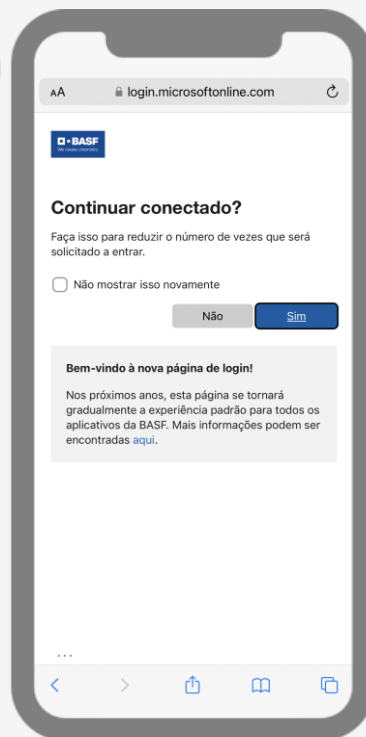 AA login.microsoftonline.com
BASF
We create chemistry
Continuar conectado?
Faça isso para reduzir o número de vezes que será
solicitado a entrar.
Não mostrar isso novamente
Não Sim
Bem-vindo à nova página de login!
Nos próximos anos, esta página se tornará
gradualmente a experiência padrão para todos os
aplicativos da BASF. Mais informações podem ser
encontradas aqui.
...